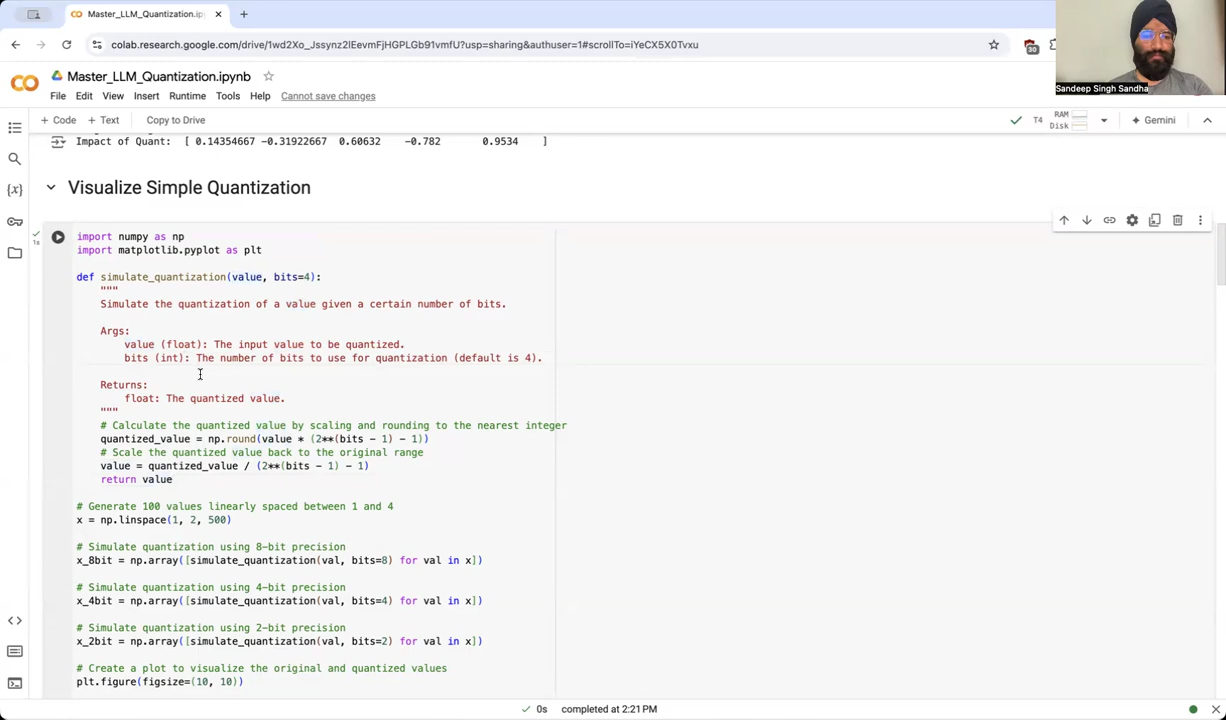 Master_LLM_Quantization.ipyn
colab.research.google.com/drive/1wd2Xo_Jssynz2IEevmFjHGPLGb91vmfU?usp=sharing&authuser=1#scrollTo=iYeCX5X0Tvxu
30
Sandeep Singh Sandha
Master_LLM_Quantization.ipynb
File Edit View Insert Runtime Tools Help Cannot save changes
+ Code + Text Copy to Drive
T4 RAM Disk Gemini
Impact of Quant: [ 0.14354667 -0.31922667 0.60632 -0.782 0.9534 ]
Visualize Simple Quantization
1s
import numpy as np
import matplotlib.pyplot as plt
def simulate_quantization(value, bits=4):
"""
Simulate the quantization of a value given a certain number of bits.
Args:
value (float): The input value to be quantized.
bits (int): The number of bits to use for quantization (default is 4).
Returns:
float: The quantized value.
"""
# Calculate the quantized value by scaling and rounding to the nearest integer
quantized_value = np.round(value * (2**(bits - 1) - 1))
# Scale the quantized value back to the original range
value = quantized_value / (2**(bits - 1) - 1)
return value
# Generate 100 values linearly spaced between 1 and 4
x = np.linspace(1, 2, 500)
# Simulate quantization using 8-bit precision
x_8bit = np.array([simulate_quantization(val, bits=8) for val in x])
# Simulate quantization using 4-bit precision
x_4bit = np.array([simulate_quantization(val, bits=4) for val in x])
# Simulate quantization using 2-bit precision
x_2bit = np.array([simulate_quantization(val, bits=2) for val in x])
# Create a plot to visualize the original and quantized values
plt.figure(figsize=(10, 10))
0s completed at 2:21 PM